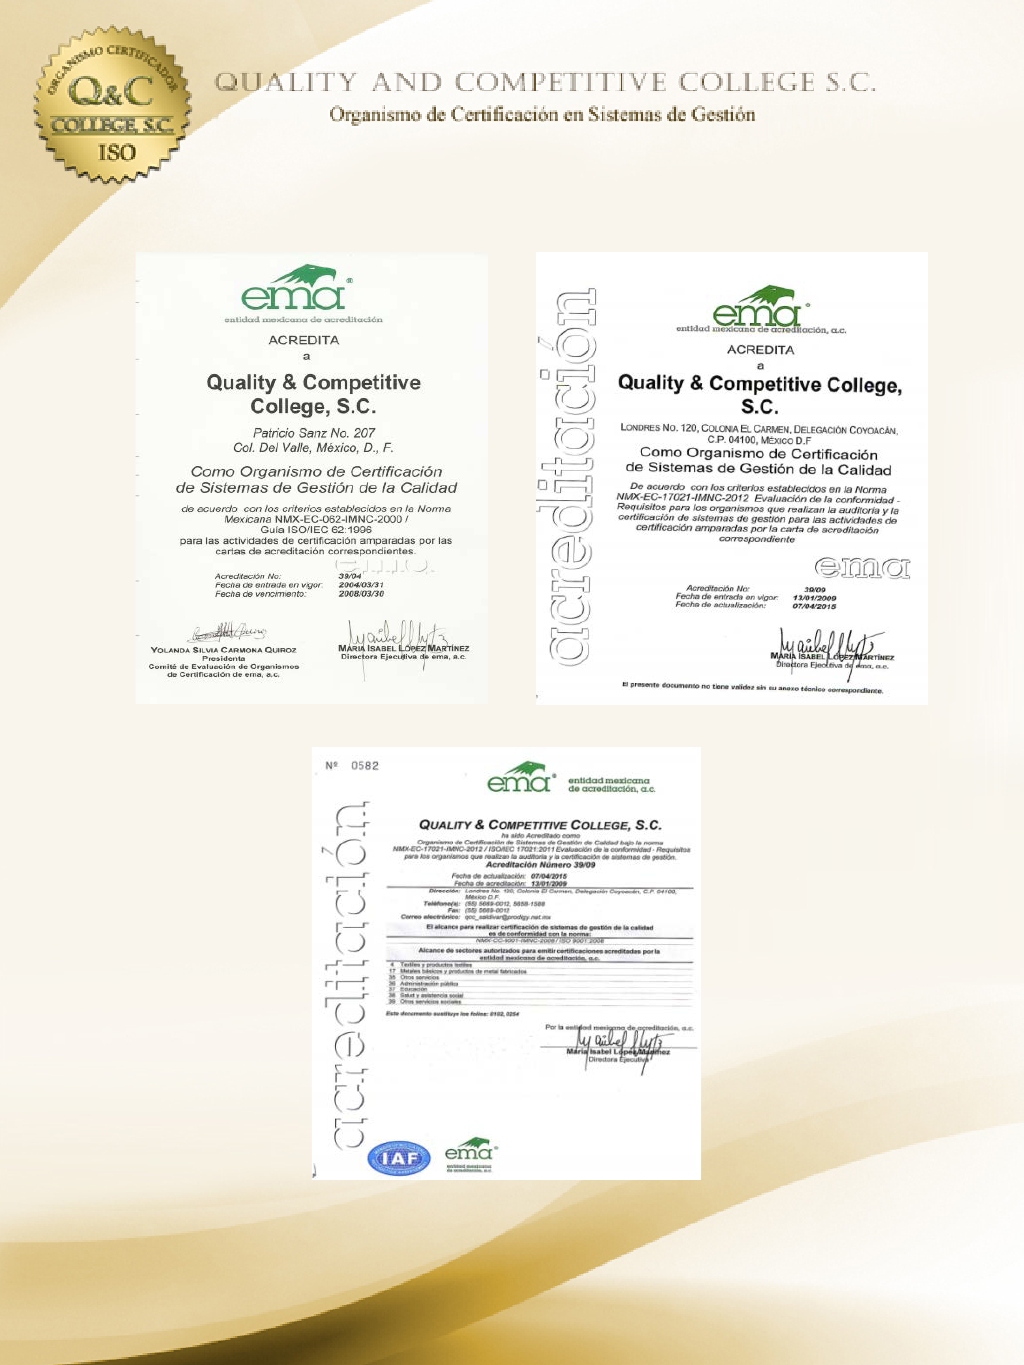 ORGANISMO CERTIFICADOR
Q&C
COLLEGE, S.C.
ISO
QUALITY AND COMPETITIVE COLLEGE S.C.
Organismo de Certificación en Sistemas de Gestión
ema®
entidad mexicana de acreditación
ACREDITA
a
Quality & Competitive
College, S.C.
Patricio Sanz No. 207
Col. Del Valle, México, D., F.
Como Organismo de Certificación
de Sistemas de Gestión de la Calidad
de acuerdo con los criterios establecidos en la Norma
Mexicana NMX-EC-062-IMNC-2000 /
Guía ISO/IEC 62:1996
para las actividades de certificación amparadas por las
cartas de acreditación correspondientes.
ema
Acreditación No: 39/04
Fecha de entrada en vigor: 2004/03/31
Fecha de vencimiento: 2008/03/30
YOLANDA SILVIA CARMONA QUIROZ
Presidenta
Comité de Evaluación de Organismos
de Certificación de ema, a.c.
MARÍA ISABEL LÓPEZ MARTÍNEZ
Directora Ejecutiva de ema, a.c.
acreditación
ema®
entidad mexicana de acreditación, a.c.
ACREDITA
a
Quality & Competitive College,
S.C.
LONDRES NO. 120, COLONIA EL CARMEN, DELEGACIÓN COYOACÁN,
C.P. 04100, MÉXICO D.F
Como Organismo de Certificación
de Sistemas de Gestión de la Calidad
De acuerdo con los criterios establecidos en la Norma
NMX-EC-17021-IMNC-2012 Evaluación de la conformidad -
Requisitos para los organismos que realizan la auditoría y la
certificación de sistemas de gestión para las actividades de
certificación amparadas por la carta de acreditación
correspondiente
ema
Acreditación No: 39/09
Fecha de entrada en vigor: 13/01/2009
Fecha de actualización: 07/04/2015
MARÍA ISABEL LÓPEZ MARTÍNEZ
Directora Ejecutiva de ema, a.c.
El presente documento no tiene validez sin su anexo técnico correspondiente.
Nº 0582
acreditación
ema®
entidad mexicana
de acreditación, a.c.
QUALITY & COMPETITIVE COLLEGE, S.C.
ha sido Acreditado como
Organismo de Certificación de Sistemas de Gestión de Calidad bajo la norma
NMX-EC-17021-IMNC-2012 / ISO/IEC 17021:2011 Evaluación de la conformidad - Requisitos
para los organismos que realizan la auditoría y la certificación de sistemas de gestión.
Acreditación Número 39/09
Fecha de actualización: 07/04/2015
Fecha de acreditación: 13/01/2009
Dirección: Londres No. 120, Colonia El Carmen, Delegación Coyoacán, C.P. 04100,
México D.F.
Teléfono(s): (55) 5669-0012, 5658-1588
Fax: (55) 5669-0012
Correo electrónico: qcc_saldivar@prodigy.net.mx
El alcance para realizar certificación de sistemas de gestión de la calidad
es de conformidad con la norma:
NMX-CC-9001-IMNC-2008 / ISO 9001:2008
Alcance de sectores autorizados para emitir certificaciones acreditadas por la
entidad mexicana de acreditación, a.c.
4 Textiles y productos textiles
17 Metales básicos y productos de metal fabricados
35 Otros servicios
36 Administración pública
37 Educación
38 Salud y asistencia social
39 Otros servicios sociales
Este documento sustituye los folios: 0102, 0254
Por la entidad mexicana de acreditación, a.c.
María Isabel López Martínez
Directora Ejecutiva
IAF
ema®
entidad mexicana
de acreditación, a.c.